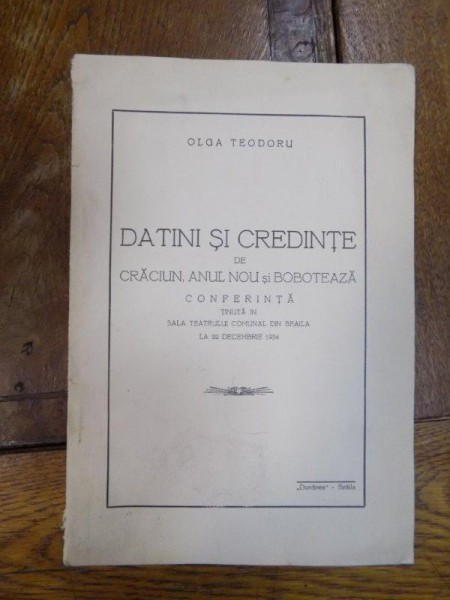 OLGA TEODORU
DATINI ȘI CREDINȚE
DE
CRĂCIUN, ANUL NOU și BOBOTEAZĂ
CONFERINȚĂ
ȚINUTĂ IN
SALA TEATRULUI COMUNAL DIN BRAILA
LA 22 DECEMBRIE 1934
„Dunărea" - Brăila